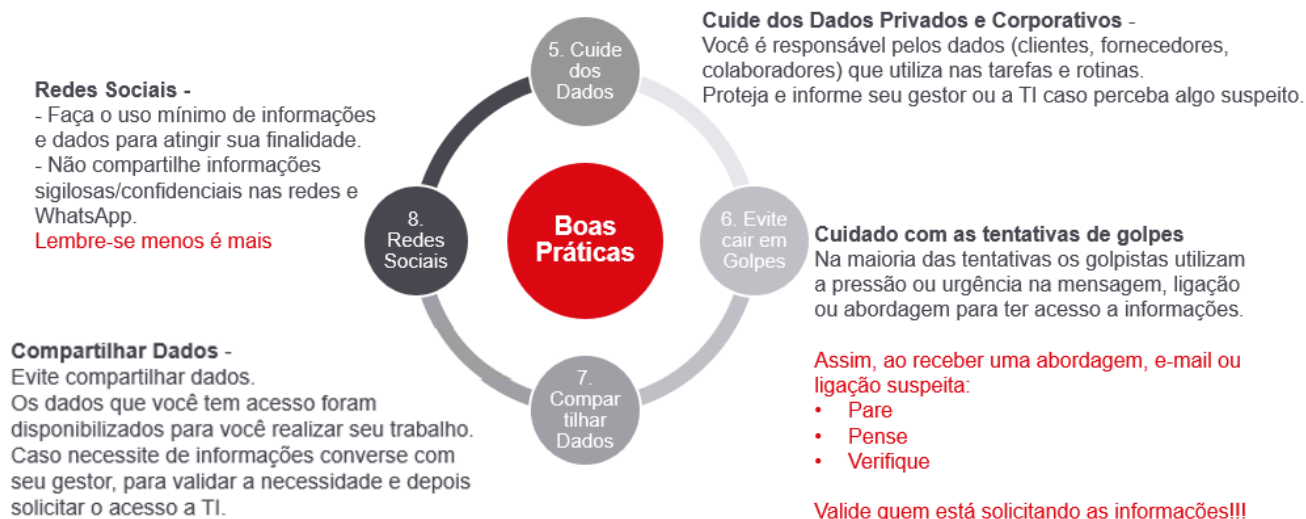 Cuide dos Dados Privados e Corporativos -
Você é responsável pelos dados (clientes, fornecedores,
colaboradores) que utiliza nas tarefas e rotinas.
Proteja e informe seu gestor ou a TI caso perceba algo suspeito.
5. Cuide
dos
Dados
Redes Sociais -
- Faça o uso mínimo de informações
e dados para atingir sua finalidade.
- Não compartilhe informações
sigilosas/confidenciais nas redes e
WhatsApp.
Lembre-se menos é mais
8.
Redes
Sociais
Boas
Práticas
6. Evite
cair em
Golpes
Cuidado com as tentativas de golpes
Na maioria das tentativas os golpistas utilizam
a pressão ou urgência na mensagem, ligação
ou abordagem para ter acesso a informações.
Assim, ao receber uma abordagem, e-mail ou
ligação suspeita:
• Pare
• Pense
• Verifique
Valide quem está solicitando as informações!!!
7.
Compar
tilhar
Dados
Compartilhar Dados -
Evite compartilhar dados.
Os dados que você tem acesso foram
disponibilizados para você realizar seu trabalho.
Caso necessite de informações converse com
seu gestor, para validar a necessidade e depois
solicitar o acesso a TI.